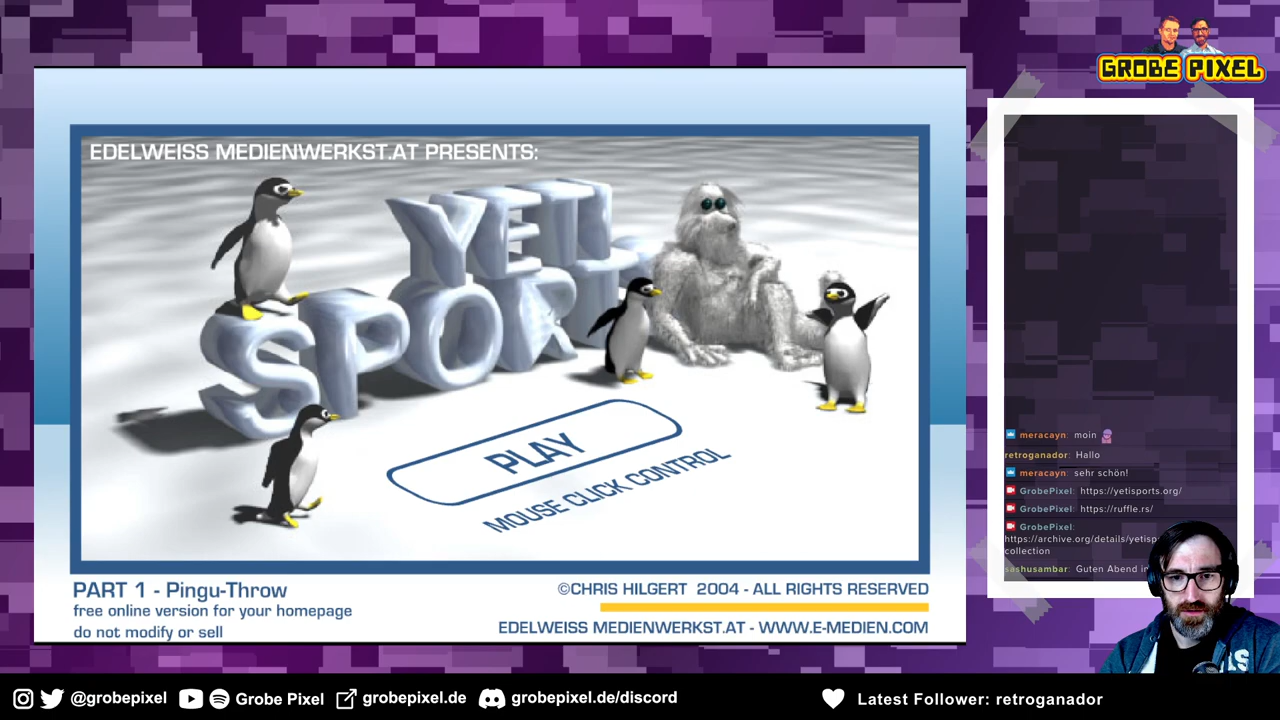 GROBE PIXEL
EDELWEISS MEDIENWERKST.AT PRESENTS:
YETI
SPORTS
PLAY
MOUSE CLICK CONTROL
PART 1 - Pingu-Throw
free online version for your homepage
do not modify or sell
©CHRIS HILGERT 2004 - ALL RIGHTS RESERVED
EDELWEISS MEDIENWERKST.AT - WWW.E-MEDIEN.COM
meracayn: moin
retroganador: Hallo
meracayn: sehr schön!
GrobePixel: https://yetisports.org/
GrobePixel: https://ruffle.rs/
GrobePixel:
https://archive.org/details/yetisp
collection
sashusambar: Guten Abend
@grobepixel Grobe Pixel grobepixel.de grobepixel.de/discord
Latest Follower: retroganador